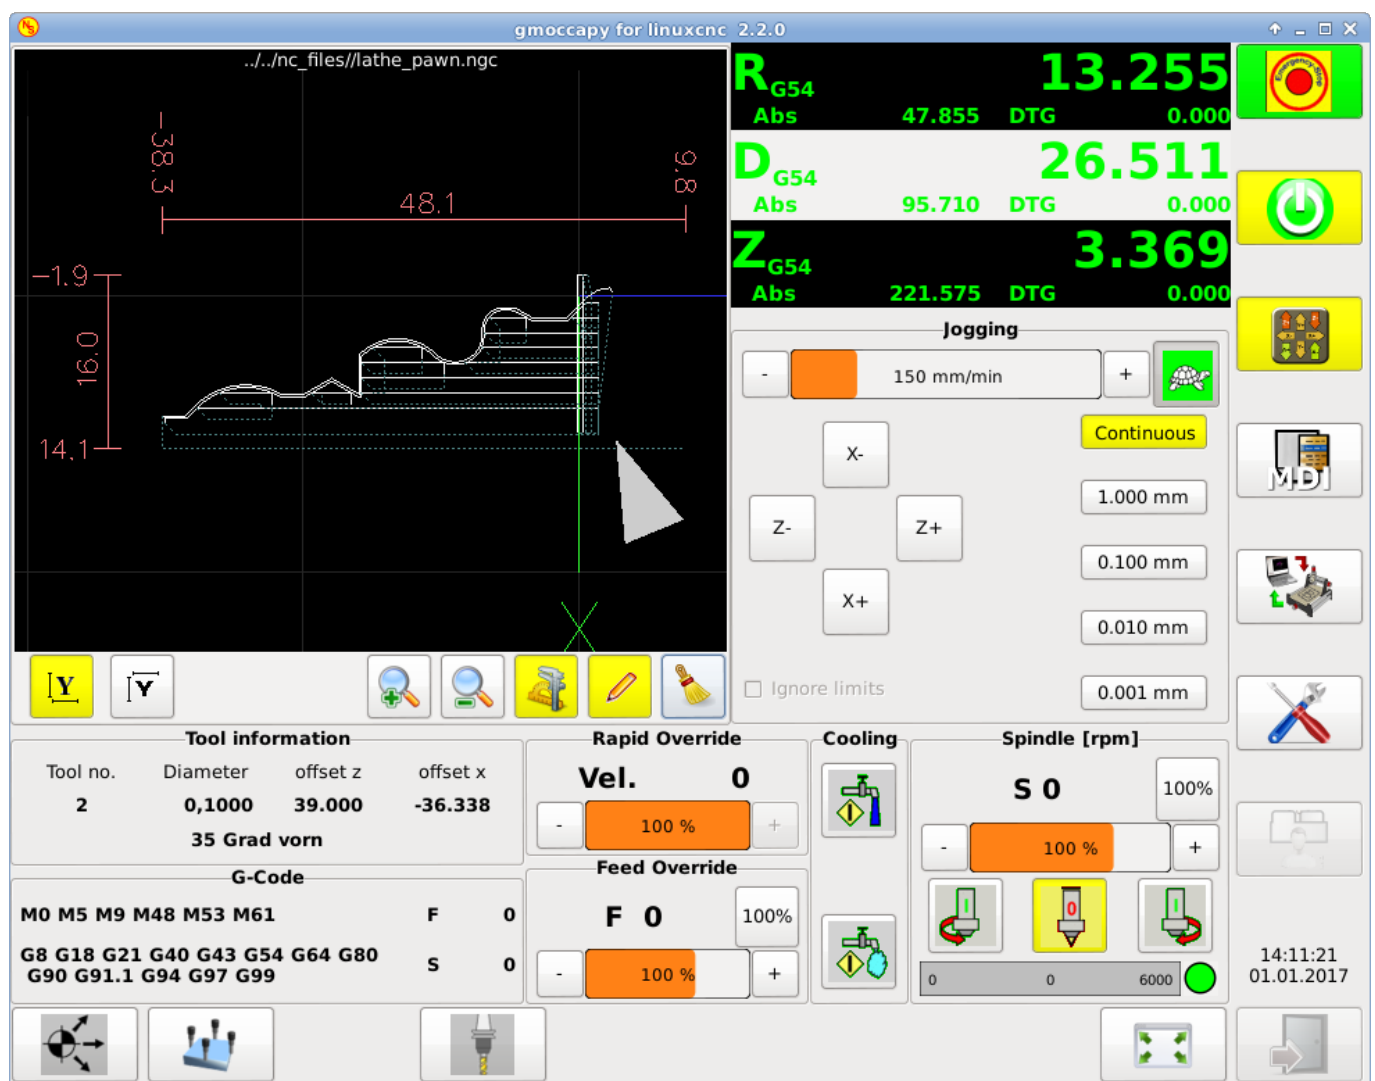 gmoccapy for linuxcnc 2.2.0
../../nc_files//lathe_pawn.ngc
-38.3
9.8
48.1
-1.9
16.0
14.1
X
R G54 13.255
Abs 47.855 DTG 0.000
D G54 26.511
Abs 95.710 DTG 0.000
Z G54 3.369
Abs 221.575 DTG 0.000
Emergency-Stop
Jogging
- 150 mm/min +
Continuous
X-
1.000 mm
Z- Z+
0.100 mm
X+
0.010 mm
Ignore limits
0.001 mm
MDI
Y Y
Tool information
Tool no. Diameter offset z offset x
2 0,1000 39.000 -36.338
35 Grad vorn
G-Code
M0 M5 M9 M48 M53 M61 F 0
G8 G18 G21 G40 G43 G54 G64 G80
G90 G91.1 G94 G97 G99
S 0
Rapid Override
Vel. 0
- 100 % +
Feed Override
F 0 100%
- 100 % +
Cooling
Spindle [rpm]
S 0 100%
- 100 % +
I 0 I
0 0 6000
14:11:21
01.01.2017